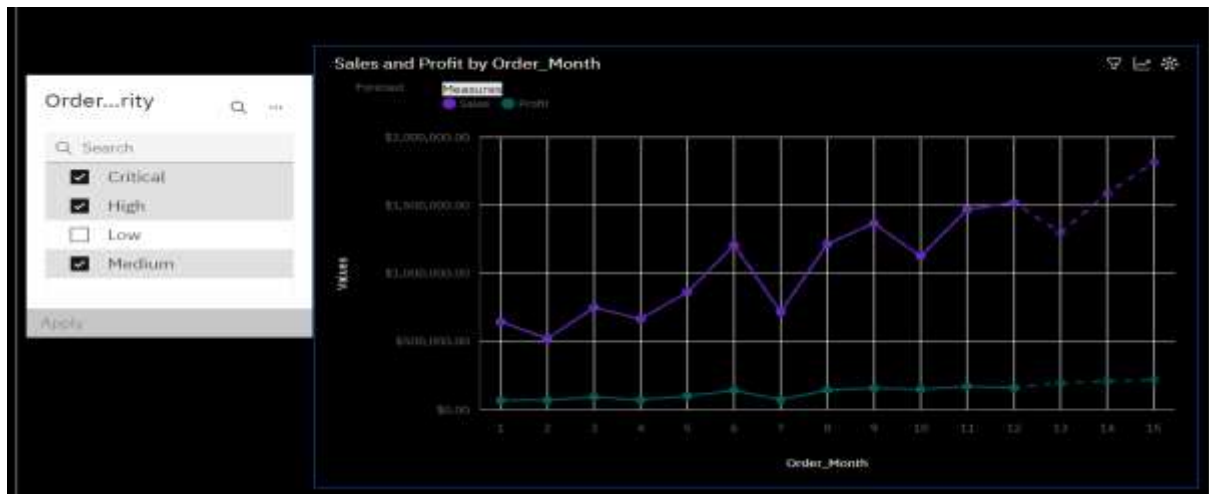 Order...rity
Search
Critical
High
Low
Medium
Apply
Sales and Profit by Order_Month
Forecast
Measures
Sales Profit
Values
$2,000,000.00
$1,500,000.00
$1,000,000.00
$500,000.00
$0.00
1 2 3 4 5 6 7 8 9 10 11 12 13 14 15
Order_Month